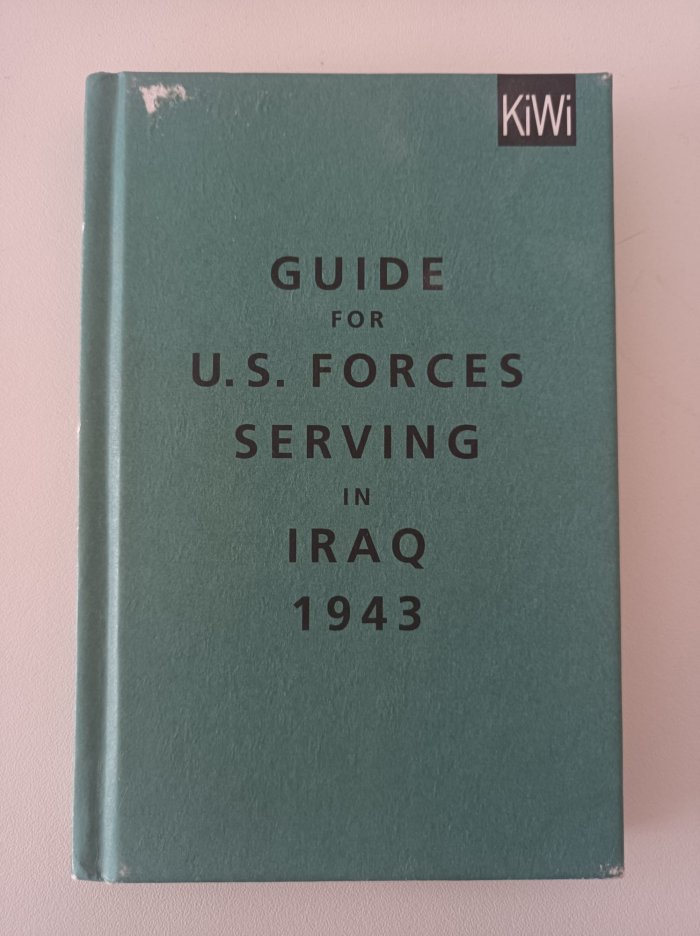 KiWi
GUIDE
FOR
U.S. FORCES
SERVING
IN
IRAQ
1943